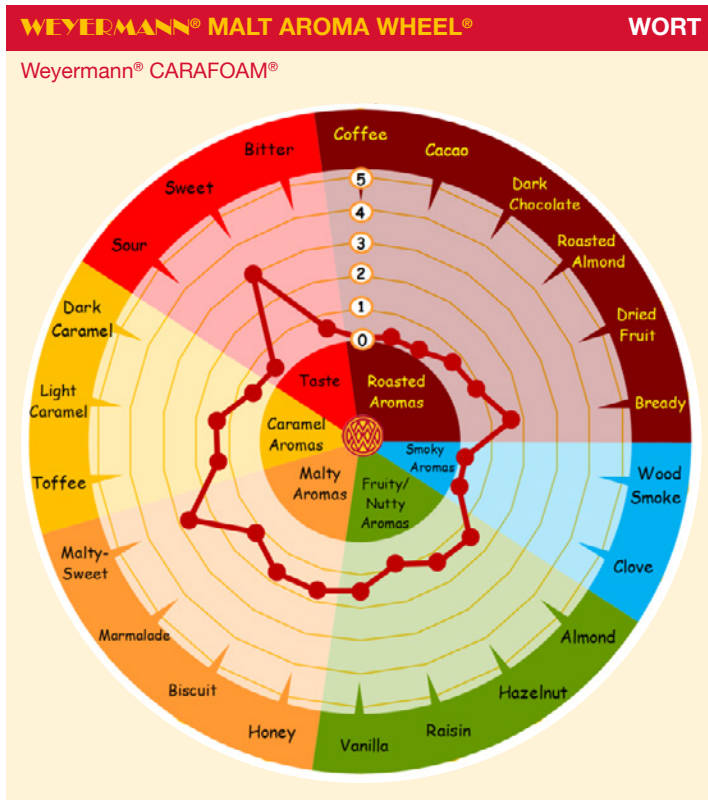 WEYERMANN® MALT AROMA WHEEL®
WORT
Weyermann® CARAFOAM®
Coffee
Cacao
Dark
Chocolate
Roasted
Almond
Dried
Fruit
Bready
Wood
Smoke
Clove
Almond
Hazelnut
Raisin
Vanilla
Honey
Biscuit
Marmalade
Malty-
Sweet
Toffee
Light
Caramel
Dark
Caramel
Sour
Sweet
Bitter
5
4
3
2
1
0
Taste
Roasted
Aromas
Smoky
Aromas
Fruity/
Nutty
Aromas
Malty
Aromas
Caramel
Aromas